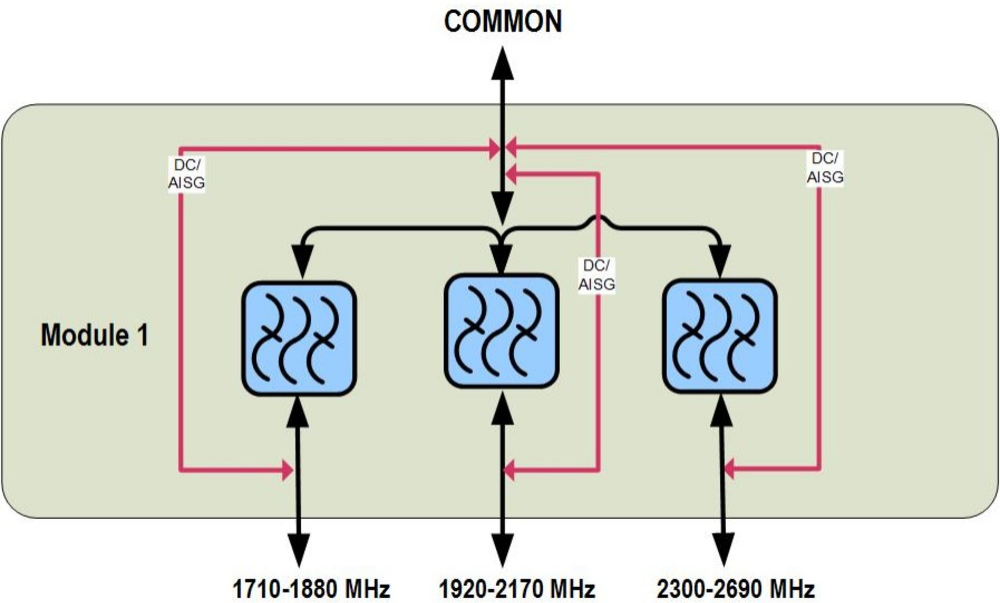 COMMON
DC/
AISG
DC/
AISG
DC/
AISG
Module 1
1710-1880 MHz
1920-2170 MHz
2300-2690 MHz